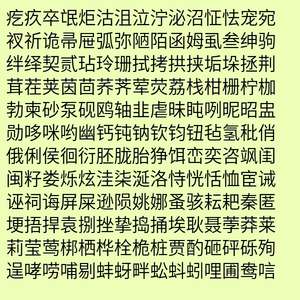 疙疚卒氓炬沽沮泣泞泌沼怔怯宠宛
衩祈诡帚屉弧弥陋陌函姆虱叁绅驹
绊绎契贰玷玲珊拭拷拱挟垢垛拯荆
茸茬荚茵茴荞荠荤荧荔栈柑栅柠枷
勃柬砂泵砚鸥轴韭虐昧盹咧昵昭盅
勋哆咪哟幽钙钝钠钦钧钮毡氢秕俏
俄俐侯徊衍胚胧胎狰饵峦奕咨飒闺
闽籽娄烁炫洼柒涎洛恃恍恬恤宦诫
诬祠诲屏屎逊陨姚娜蚤骇耘耙秦匿
埂捂捍袁捌挫挚捣捅埃耿聂荸莽莱
莉莹莺梆栖桦栓桅桩贾酌砸砰砾殉
逞哮唠哺剔蚌蚜畔蚣蚪蚓哩圃鸯唁